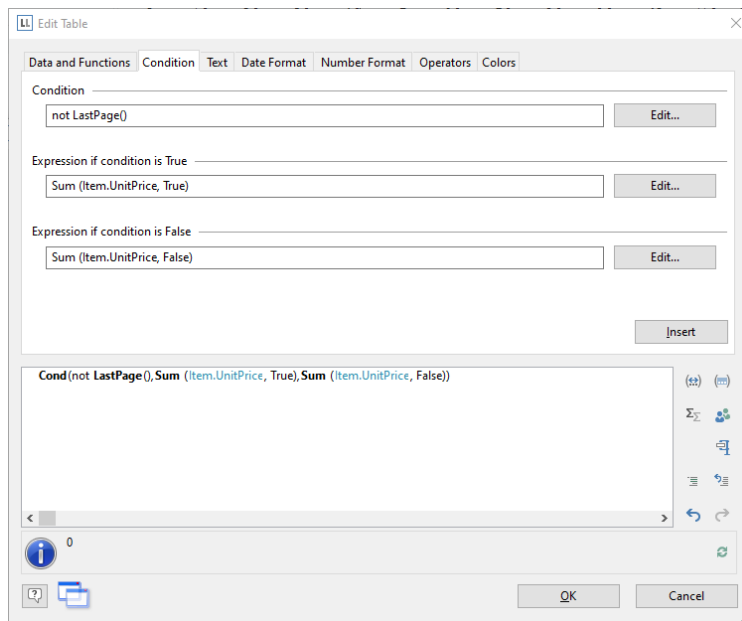 LL Edit Table
Data and Functions Condition Text Date Format Number Format Operators Colors
Condition
not LastPage()
Edit...
Expression if condition is True
Sum (Item.UnitPrice, True)
Edit...
Expression if condition is False
Sum (Item.UnitPrice, False)
Edit...
Insert
Cond(not LastPage(),Sum (Item.UnitPrice, True),Sum (Item.UnitPrice, False))
0
OK Cancel